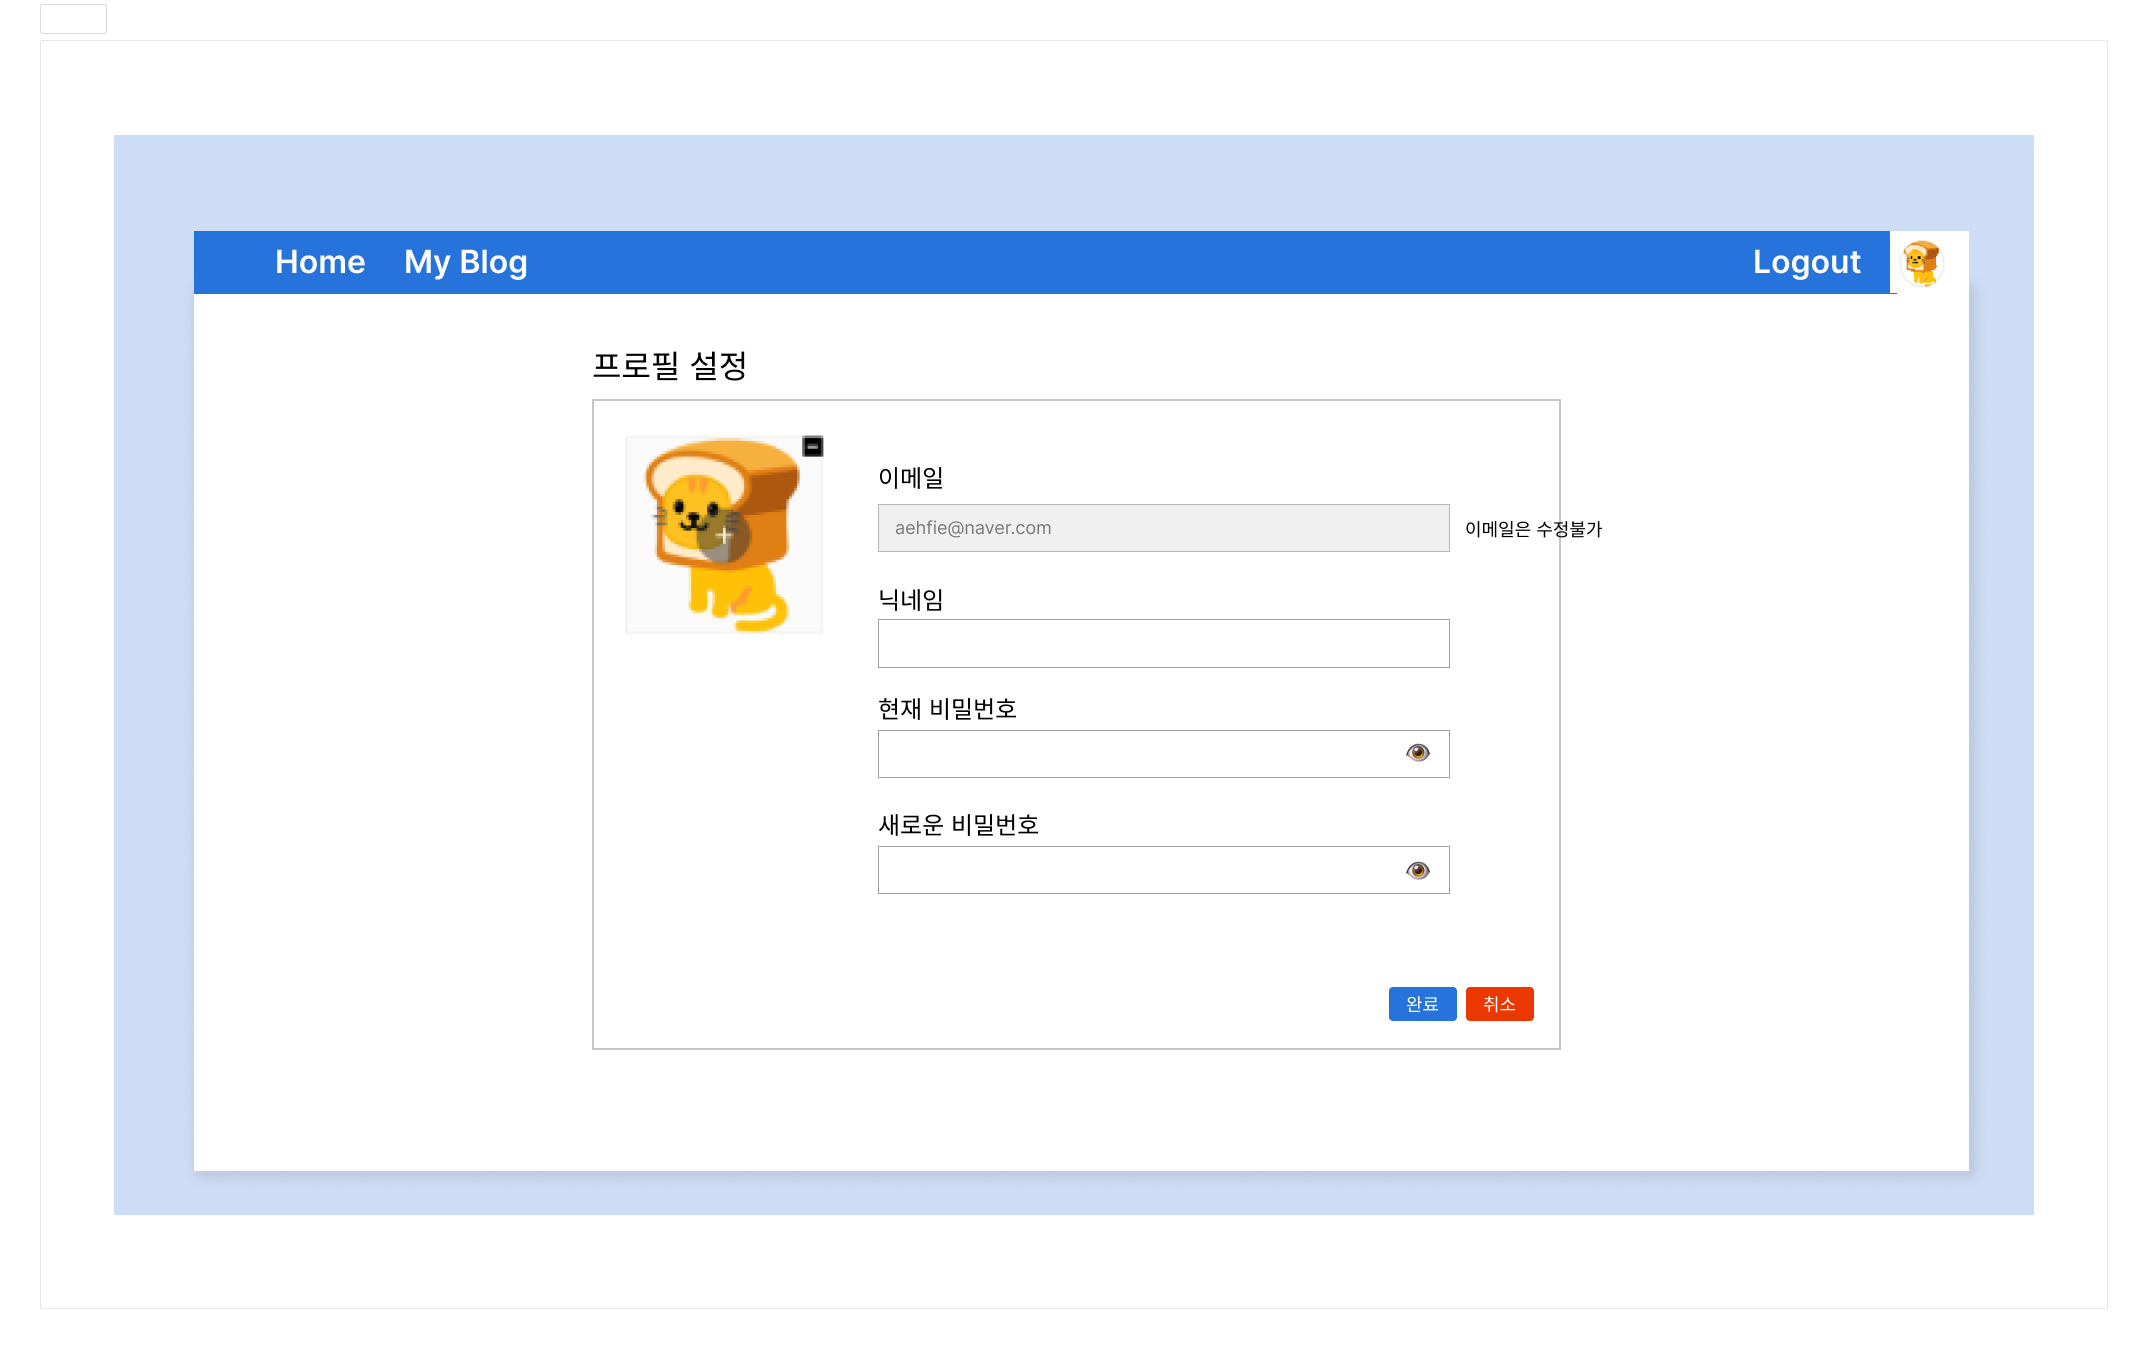 Home My Blog Logout
프로필 설정
이메일
aehfie@naver.com 이메일은 수정불가
닉네임
현재 비밀번호
새로운 비밀번호
완료 취소